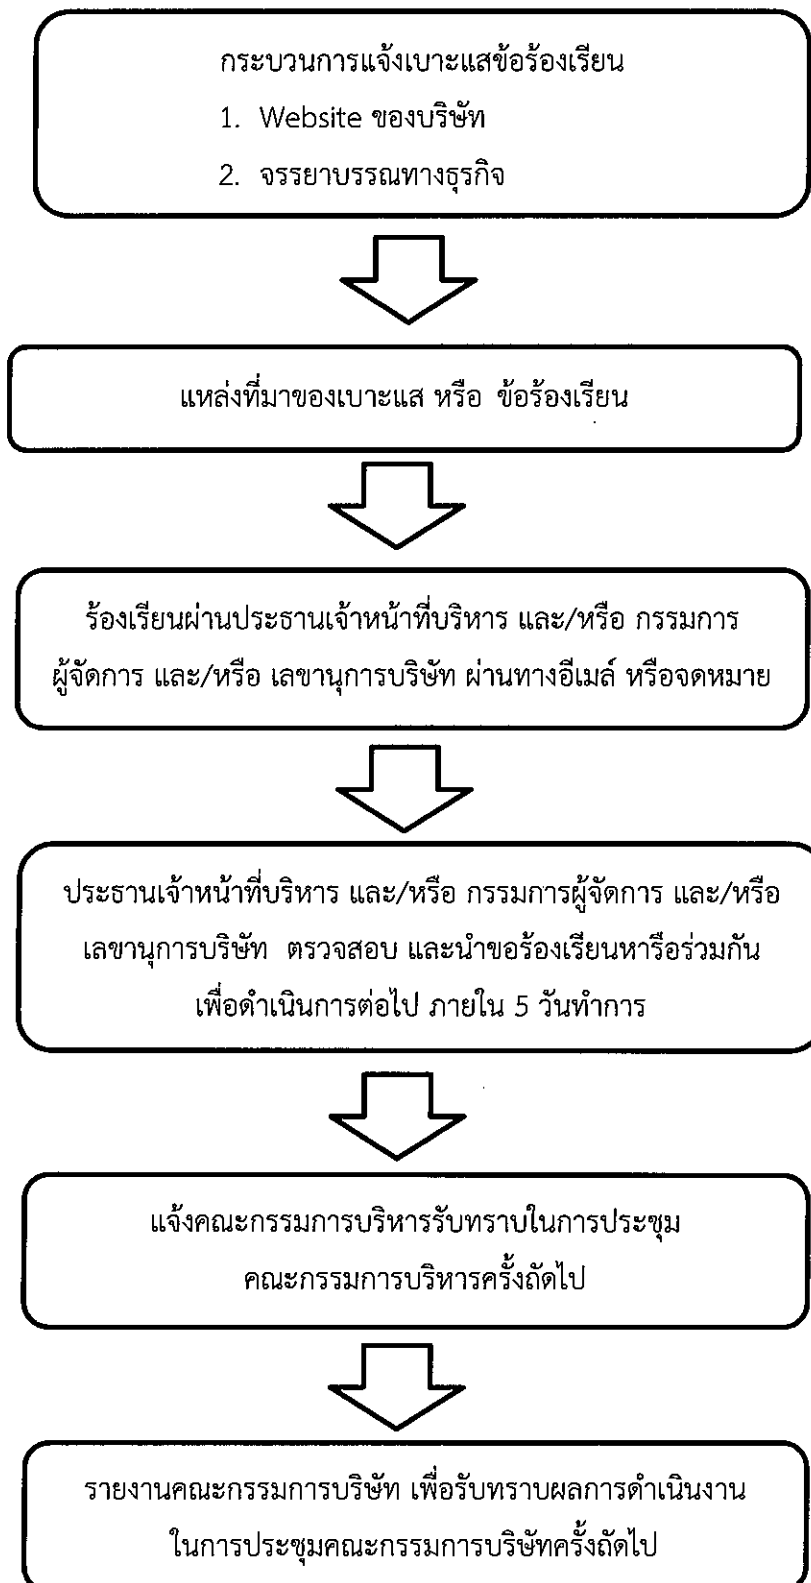 กระบวนการแจ้งเบาะแสข้อร้องเรียน
1. Website ของบริษัท
2. จรรยาบรรณทางธุรกิจ
แหล่งที่มาของเบาะแส หรือ ข้อร้องเรียน
ร้องเรียนผ่านประธานเจ้าหน้าที่บริหาร และ/หรือ กรรมการ
ผู้จัดการ และ/หรือ เลขานุการบริษัท ผ่านทางอีเมล์ หรือจดหมาย
ประธานเจ้าหน้าที่บริหาร และ/หรือ กรรมการผู้จัดการ และ/หรือ
เลขานุการบริษัท ตรวจสอบ และนำขอร้องเรียนหารือร่วมกัน
เพื่อดำเนินการต่อไป ภายใน 5 วันทำการ
แจ้งคณะกรรมการบริหารรับทราบในการประชุม
คณะกรรมการบริหารครั้งถัดไป
รายงานคณะกรรมการบริษัท เพื่อรับทราบผลการดำเนินงาน
ในการประชุมคณะกรรมการบริษัทครั้งถัดไป